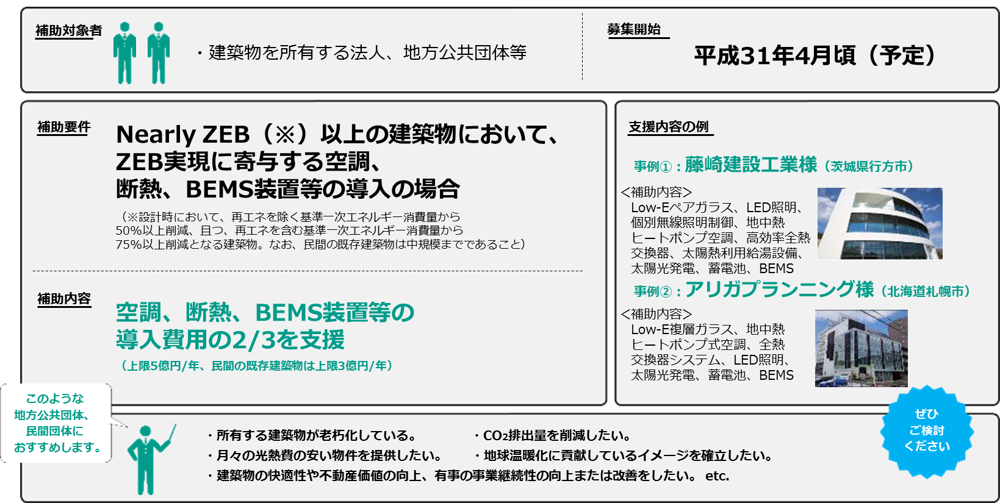 補助対象者
・建築物を所有する法人、地方公共団体等
募集開始
平成31年4月頃（予定）
補助要件
Nearly ZEB（※）以上の建築物において、
ZEB実現に寄与する空調、
断熱、BEMS装置等の導入の場合
（※設計時において、再エネを除く基準一次エネルギー消費量から
50%以上削減、且つ、再エネを含む基準一次エネルギー消費量から
75%以上削減となる建築物。なお、民間の既存建築物は中規模までであること）
補助内容
空調、断熱、BEMS装置等の
導入費用の2/3を支援
（上限5億円/年、民間の既存建築物は上限3億円/年）
支援内容の例
事例①：藤崎建設工業様（茨城県行方市）
＜補助内容＞
Low-Eペアガラス、LED照明、
個別無線照明制御、地中熱
ヒートポンプ空調、高効率全熱
交換器、太陽熱利用給湯設備、
太陽光発電、蓄電池、BEMS
事例②：アリガプランニング様（北海道札幌市）
＜補助内容＞
Low-E複層ガラス、地中熱
ヒートポンプ式空調、全熱
交換器システム、LED照明、
太陽光発電、蓄電池、BEMS
このような
地方公共団体、
民間団体に
おすすめします。
・所有する建築物が老朽化している。
・CO₂排出量を削減したい。
・月々の光熱費の安い物件を提供したい。
・地球温暖化に貢献しているイメージを確立したい。
・建築物の快適性や不動産価値の向上、有事の事業継続性の向上または改善をしたい。 etc.
ぜひ
ご検討
ください